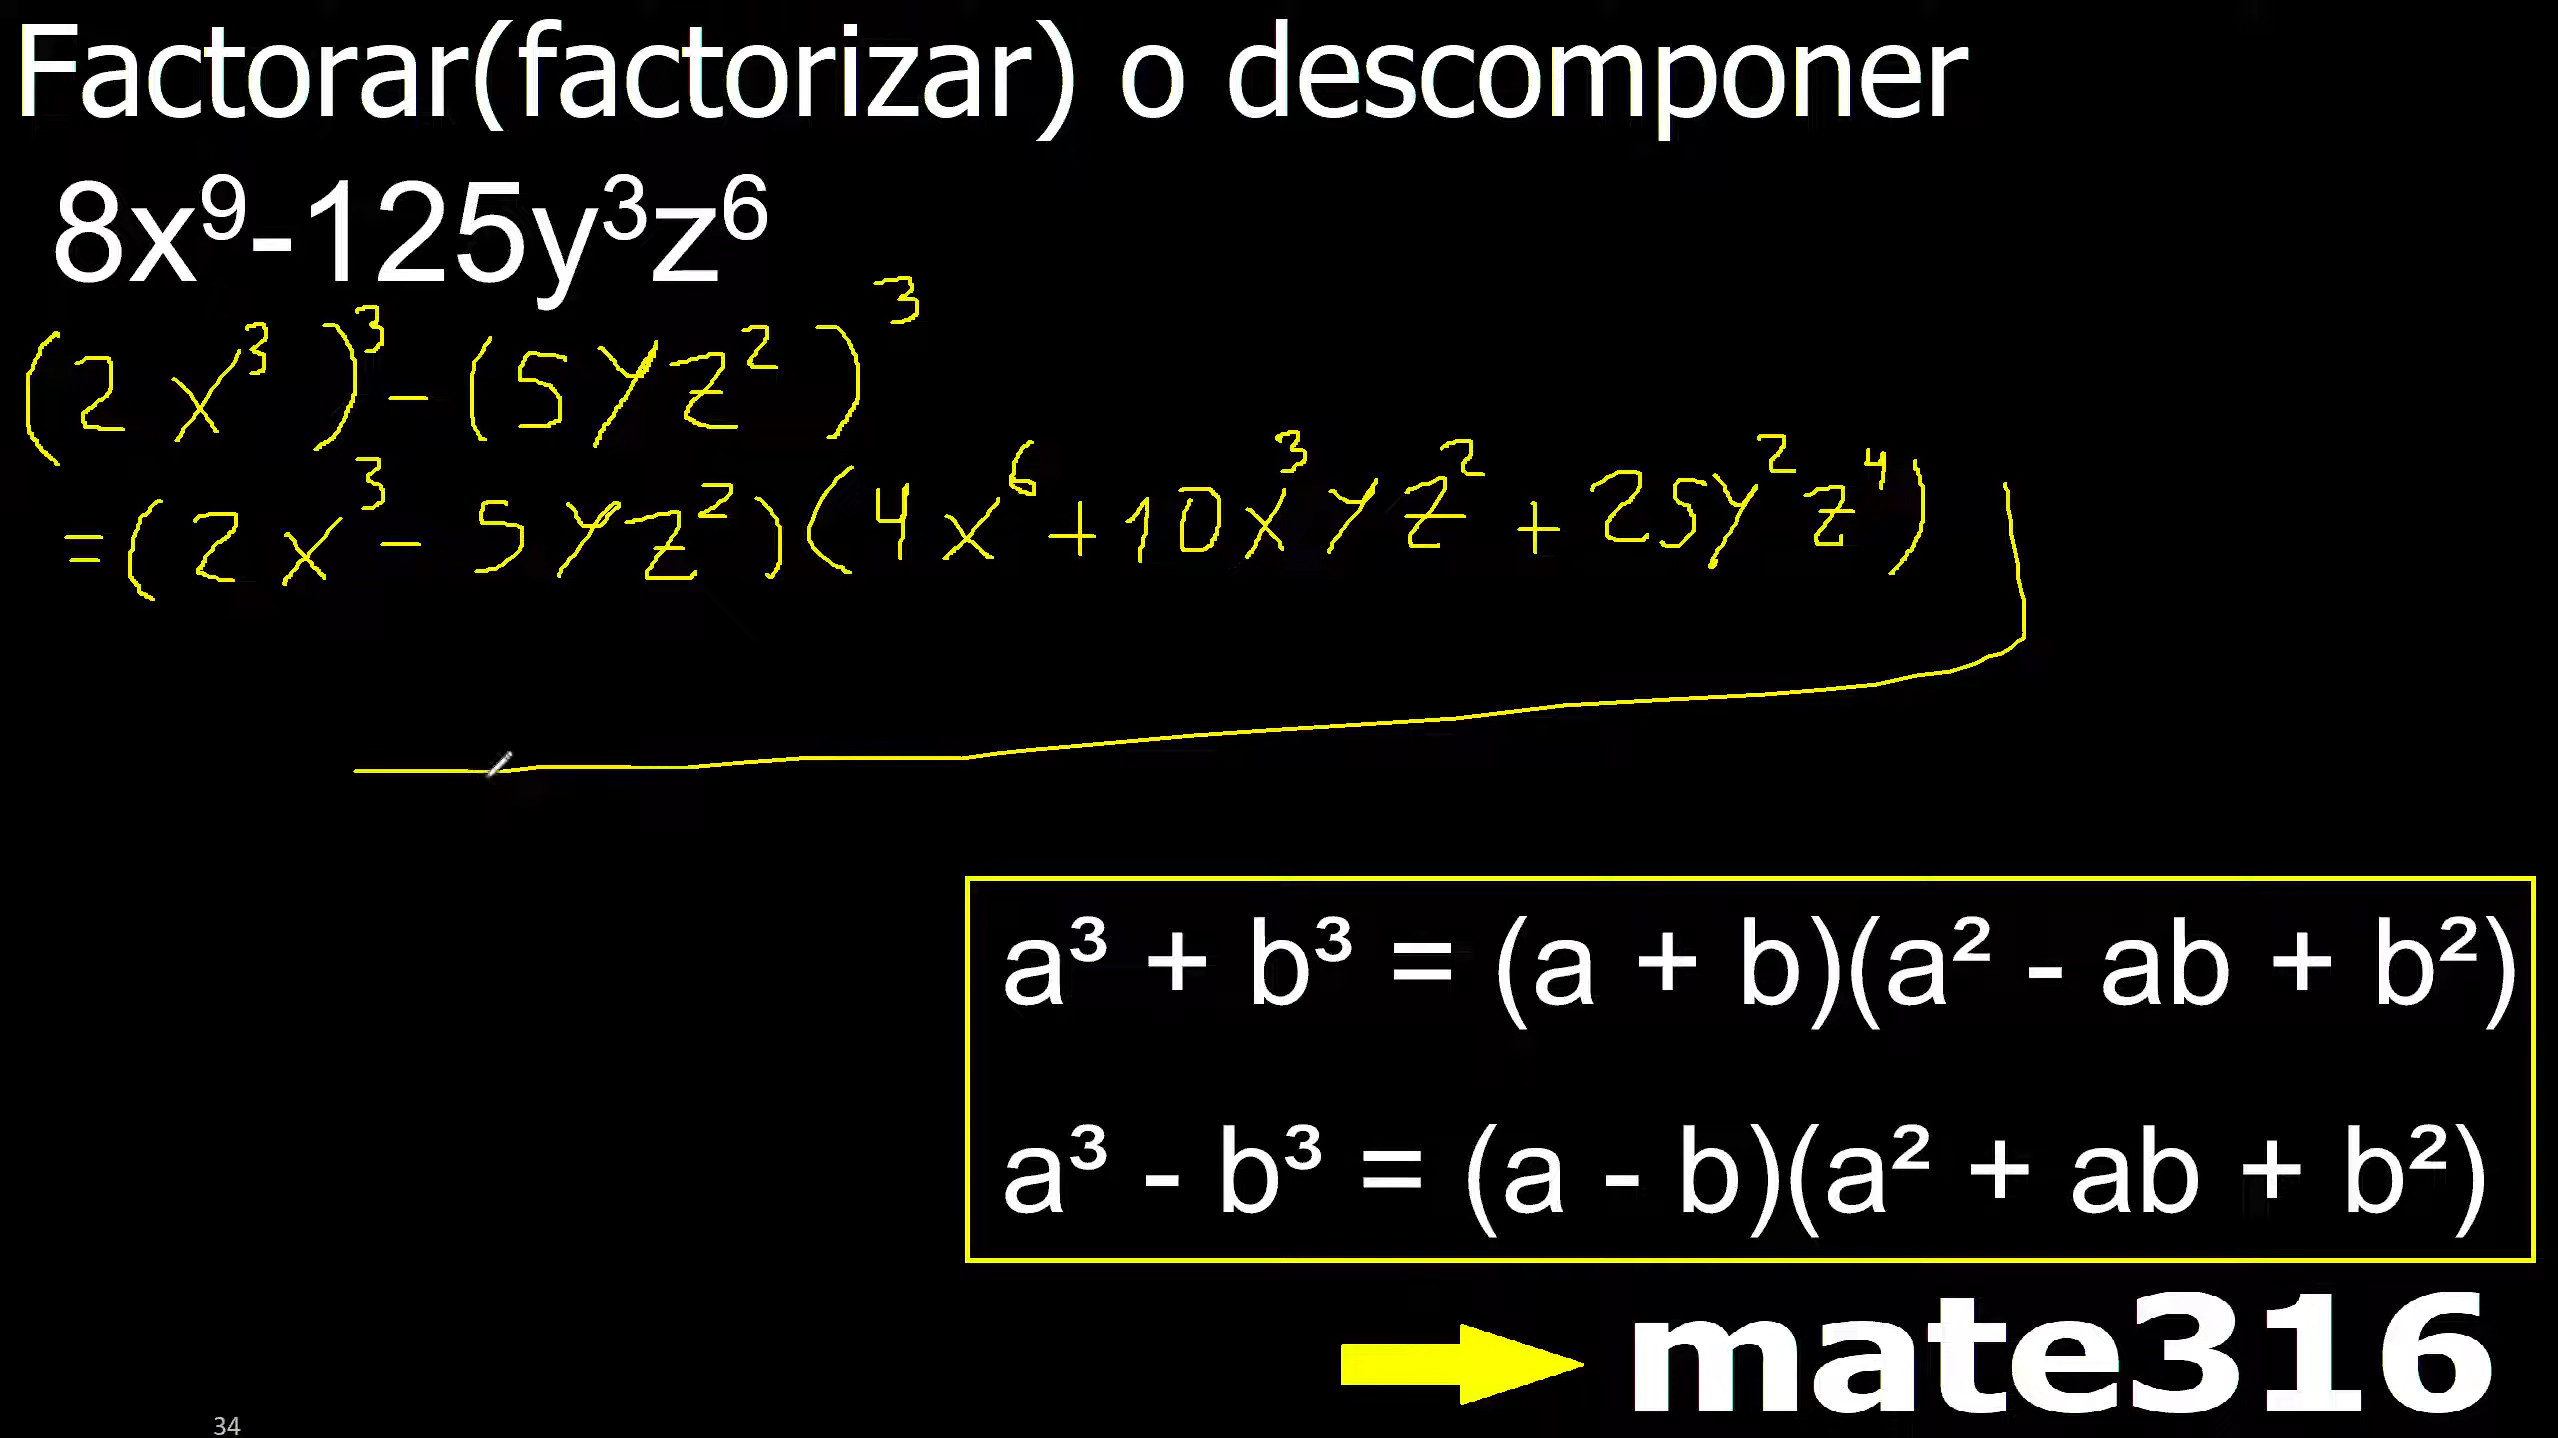 Factorar(factorizar) o descomponer
8x⁹-125y³z⁶
(2x³)³-(5yz²)³
=(2x³-5yz²)(4x⁶+10x³yz²+25y²z⁴)
a³ + b³ = (a + b)(a² - ab + b²)
a³ - b³ = (a - b)(a² + ab + b²)
mate316
34